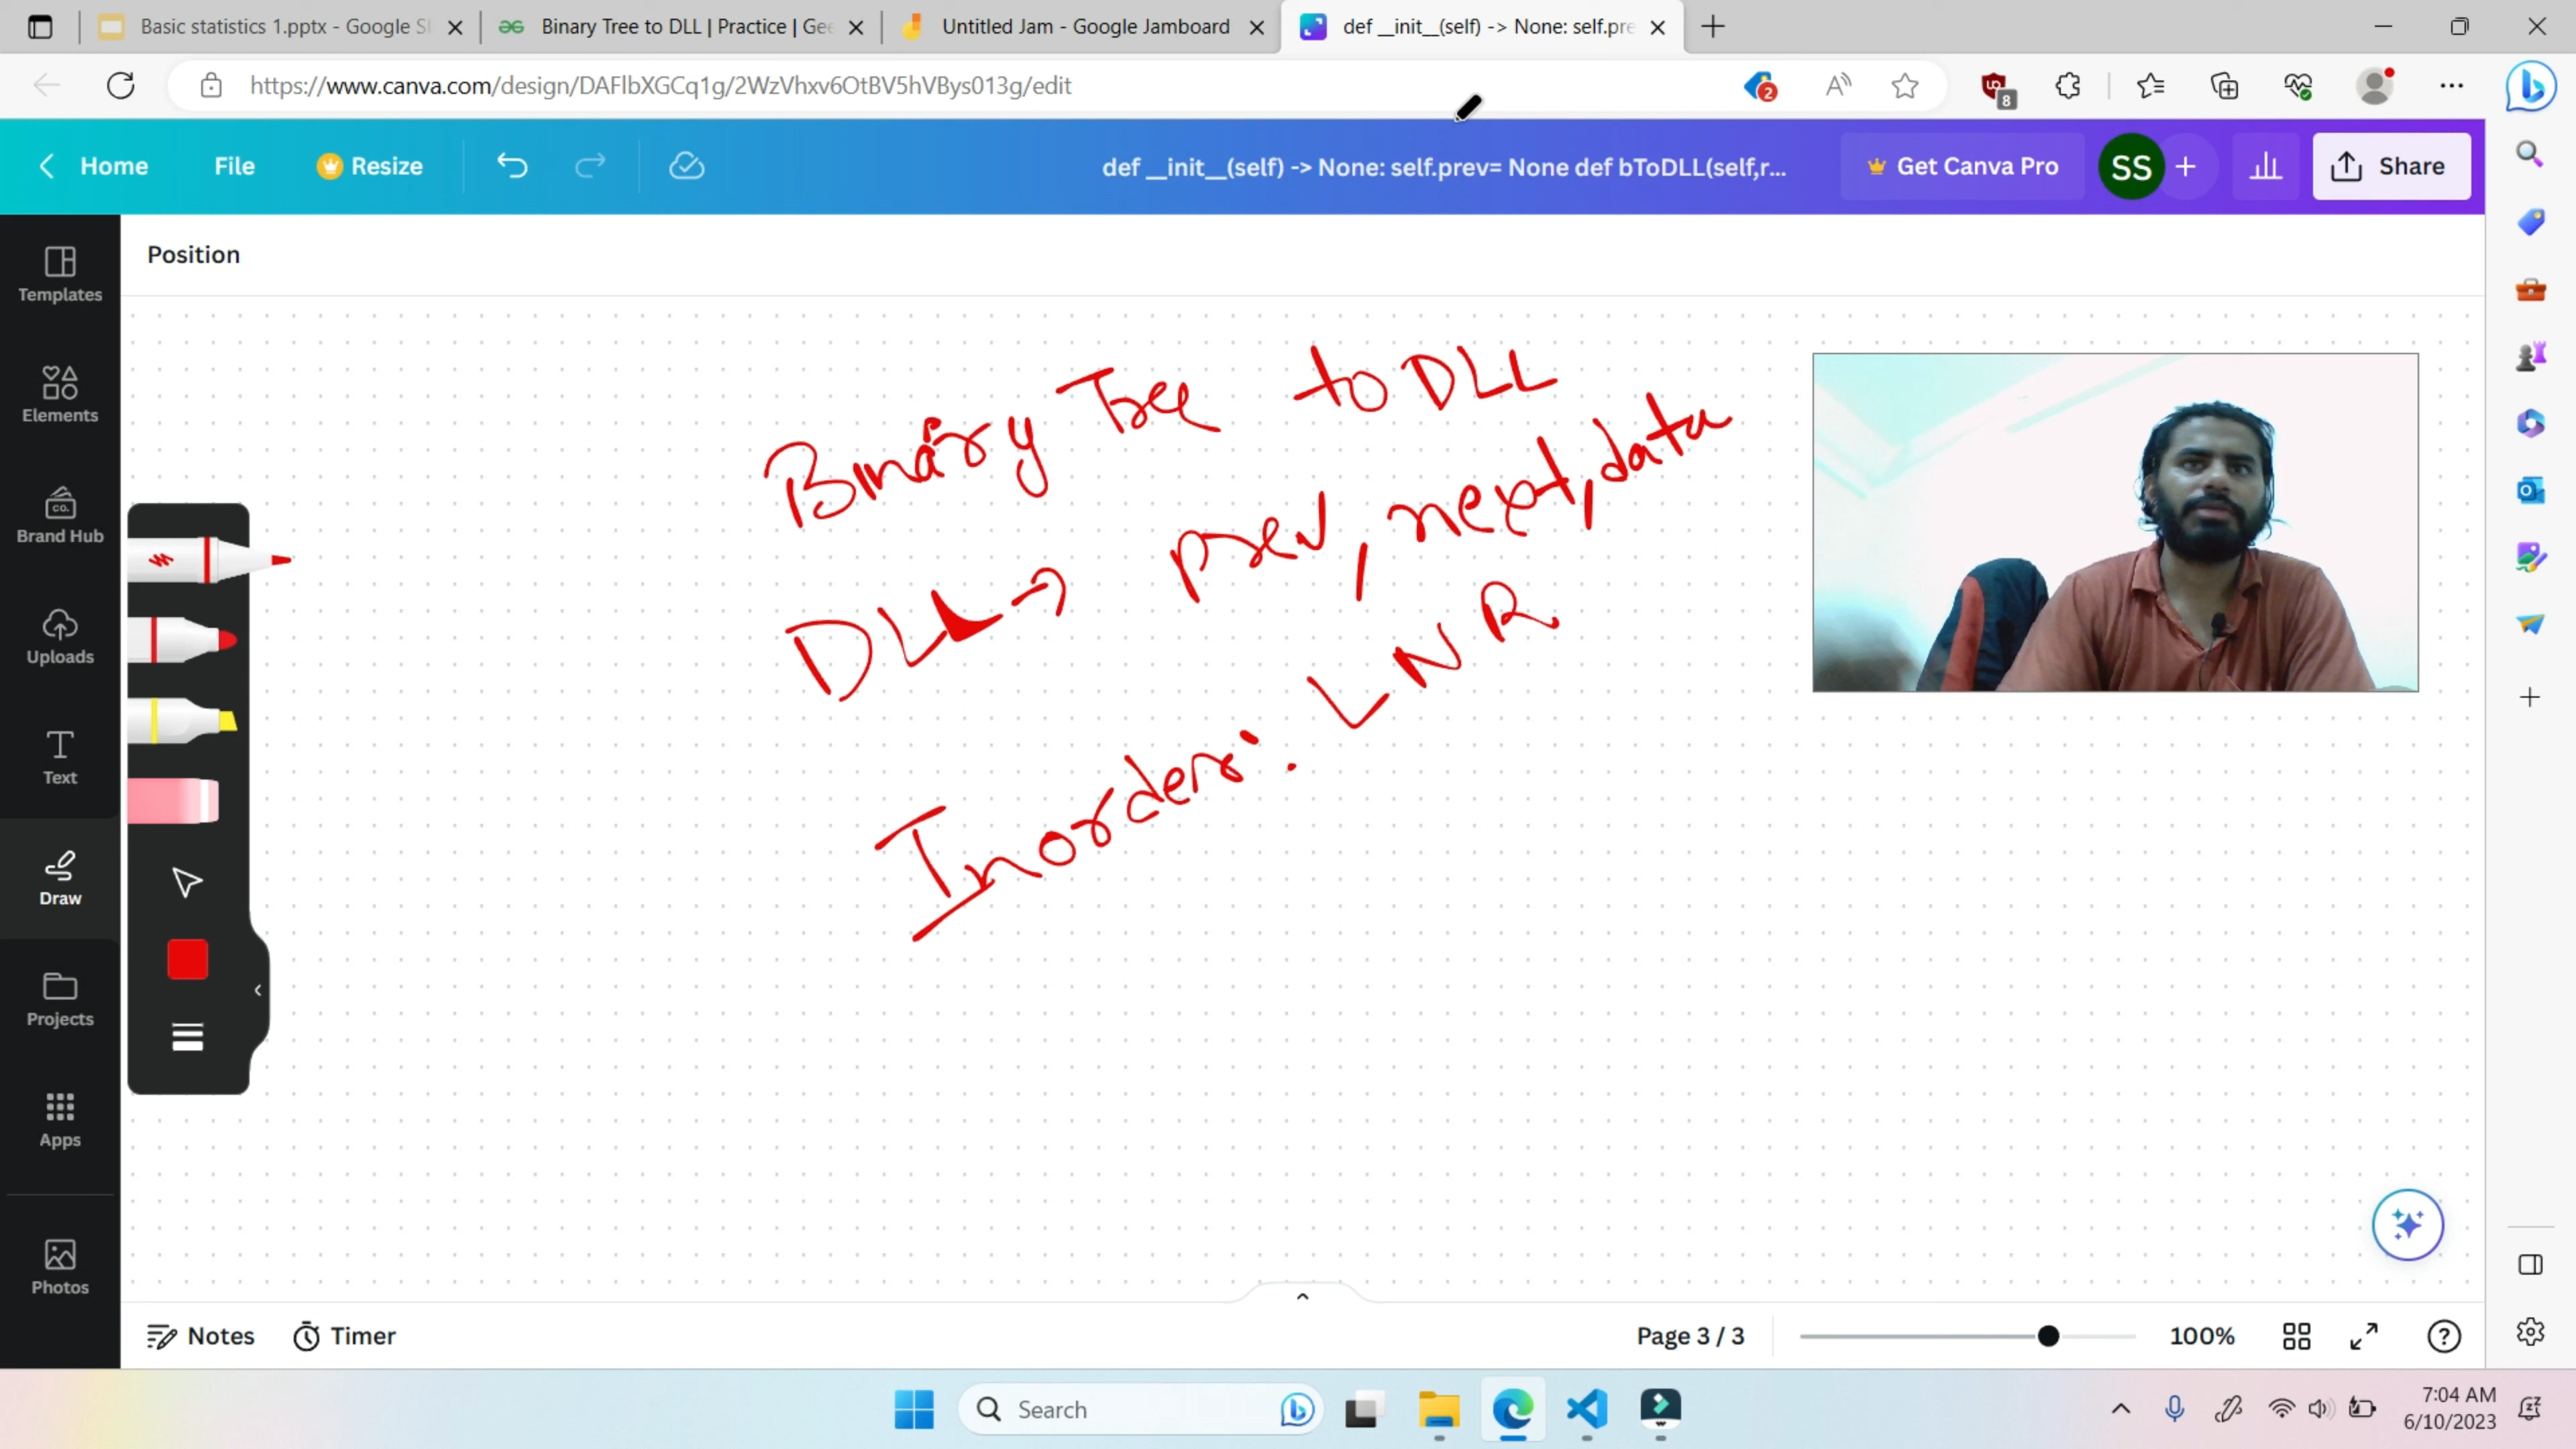 Basic statistics 1.pptx - Google Sl
Binary Tree to DLL | Practice | Gee
Untitled Jam - Google Jamboard
def __init__(self) -> None: self.pre
https://www.canva.com/design/DAFlbXGCq1g/2WzVhxv6OtBV5hVBys013g/edit
2
UD
8
Home
File
Resize
def __init__(self) -> None: self.prev= None def bToDLL(self,r...
Get Canva Pro
SS
+
Share
Position
Templates
Elements
CO.
Brand Hub
Uploads
Text
Draw
Projects
Apps
Photos
Binary Tree to DLL
DLL → prev, next, data
Inorder: LNR
Notes
Timer
Page 3 / 3
100%
Search
7:04 AM
6/10/2023